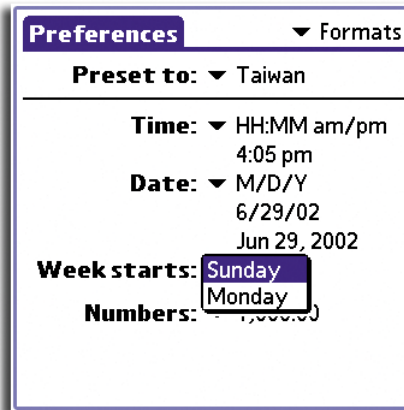 Preferences
Formats
Preset to: Taiwan
Time: HH:MM am/pm
4:05 pm
Date: M/D/Y
6/29/02
Jun 29, 2002
Week starts: Sunday
Monday
Numbers: